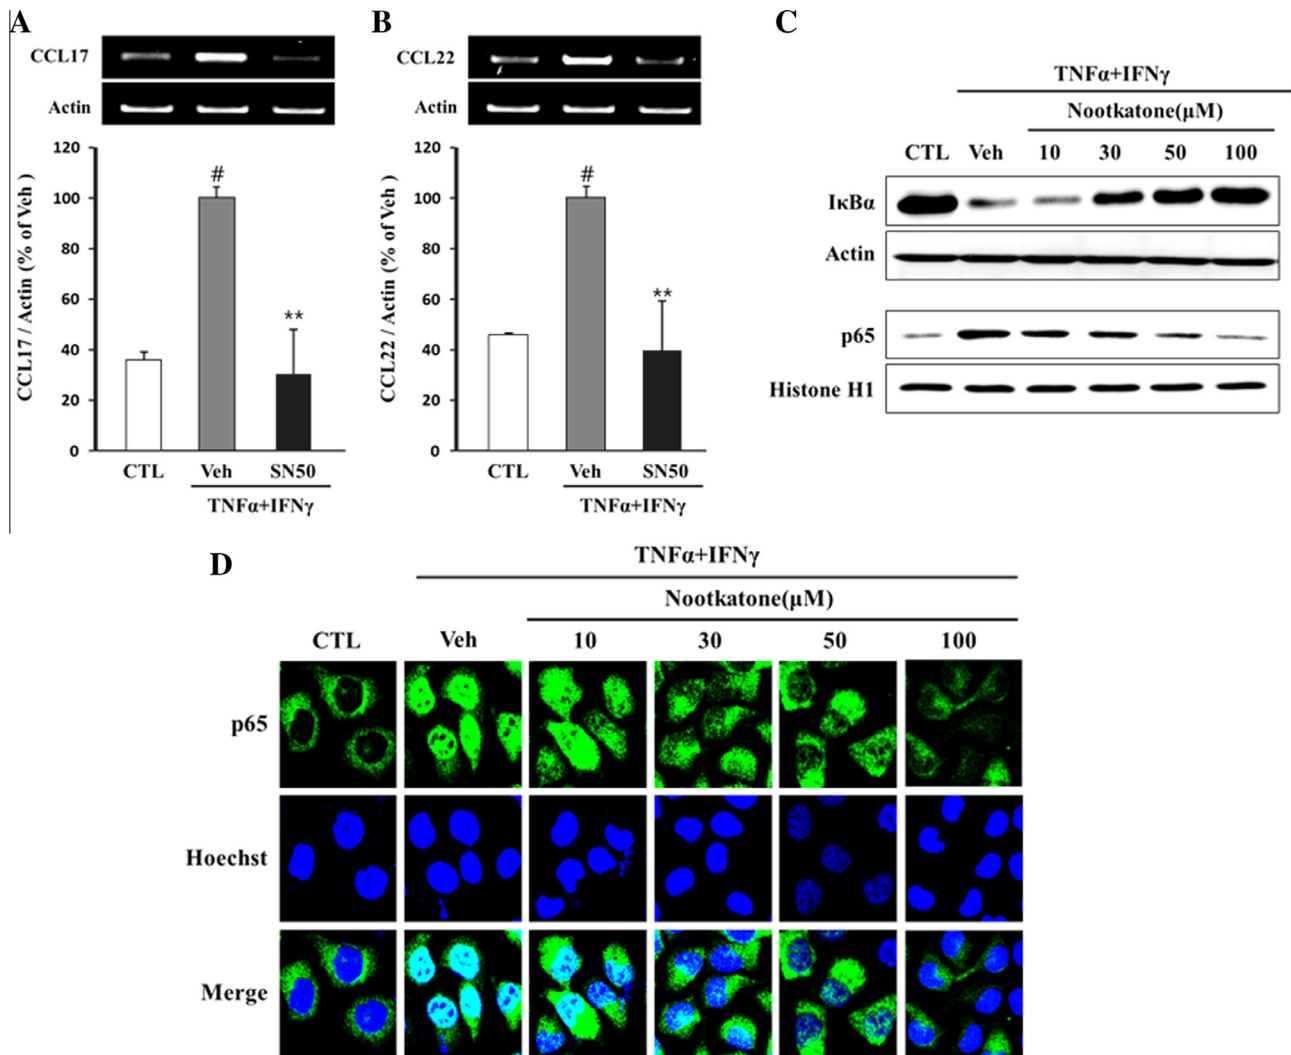 A
CCL17
Actin
120
100
80
60
40
20
0
CCL17 / Actin (% of Veh )
#
**
CTL Veh SN50
TNFα+IFNγ
B
CCL22
Actin
120
100
80
60
40
20
0
CCL22 / Actin (% of Veh )
#
**
CTL Veh SN50
TNFα+IFNγ
C
TNFα+IFNγ
Nootkatone(μM)
CTL Veh 10 30 50 100
IκBα
Actin
p65
Histone H1
D
TNFα+IFNγ
Nootkatone(μM)
CTL Veh 10 30 50 100
p65
Hoechst
Merge